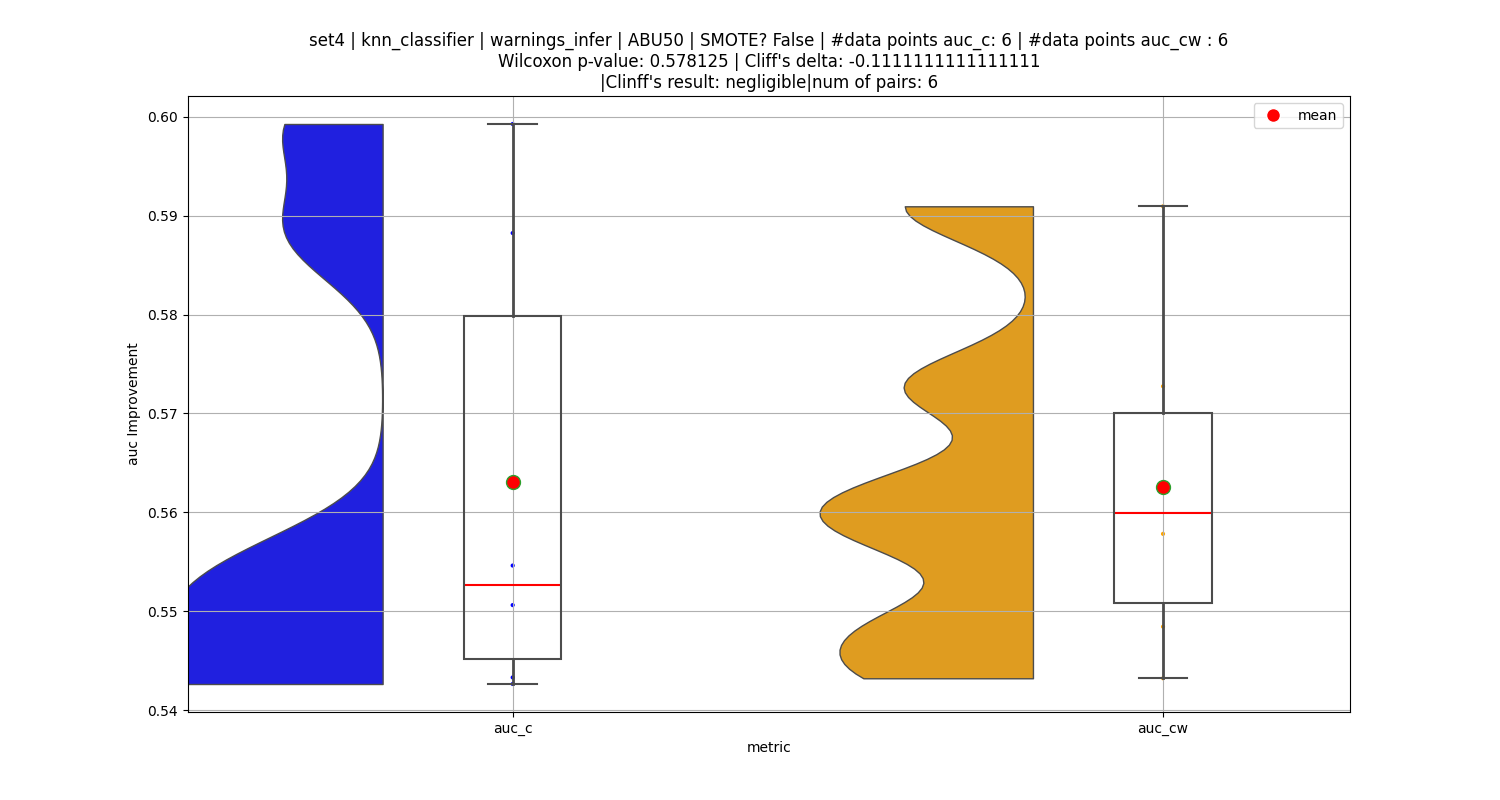 set4 | knn_classifier | warnings_infer | ABU50 | SMOTE? False | #data points auc_c: 6 | #data points auc_cw : 6
Wilcoxon p-value: 0.578125 | Cliff's delta: -0.1111111111111111
|Clinff's result: negligible|num of pairs: 6
mean
0.60
0.59
0.58
0.57
0.56
0.55
0.54
auc Improvement
auc_c
auc_cw
metric